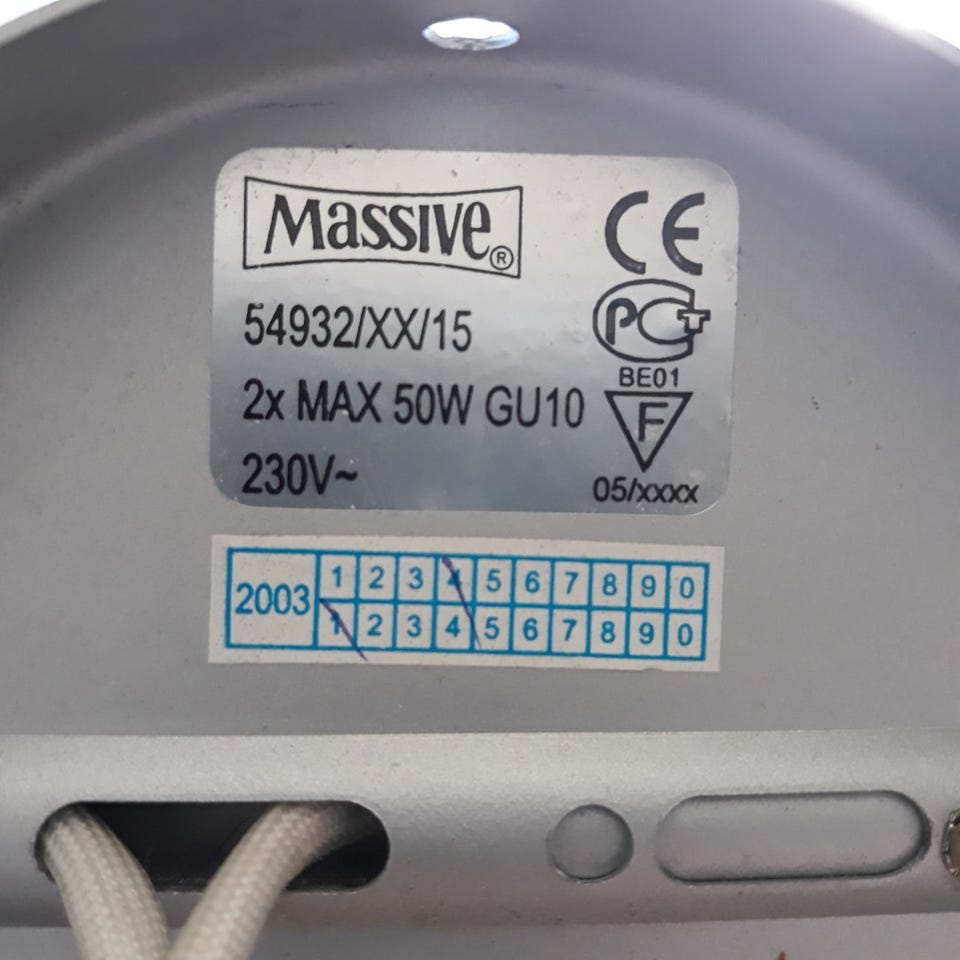 Massive®
CE
54932/XX/15
PCT
BE01
2x MAX 50W GU10
F
230V~
05/xxxx
2003 1 2 3 4 5 6 7 8 9 0
1 2 3 4 5 6 7 8 9 0